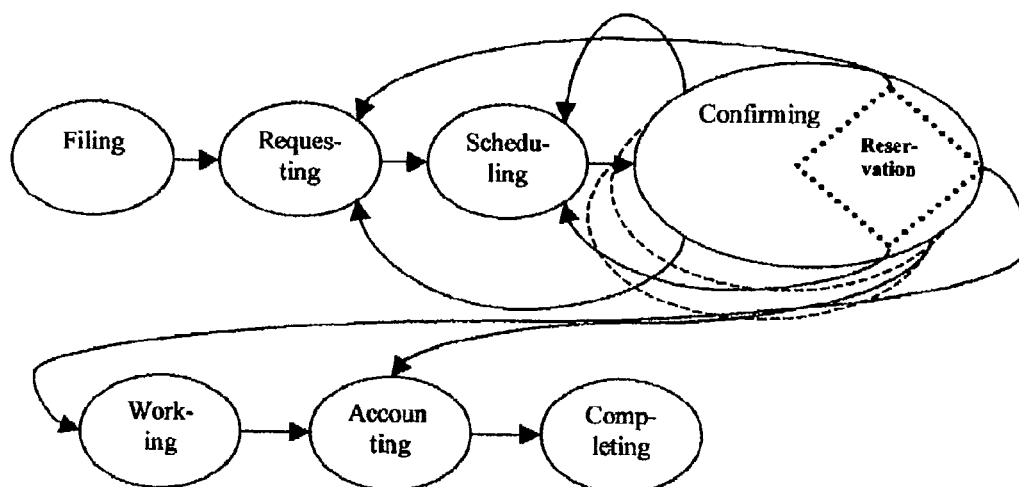 Filing
Reques-
ting
Schedu-
ling
Confirming
Reser-
vation
Work-
ing
Accoun
ting
Comp-
leting